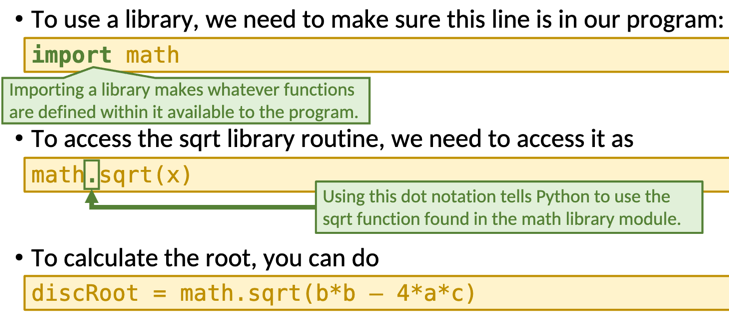 • To use a library, we need to make sure this line is in our program:
import math
Importing a library makes whatever functions
are defined within it available to the program.
• To access the sqrt library routine, we need to access it as
math.sqrt(x)
Using this dot notation tells Python to use the
sqrt function found in the math library module.
• To calculate the root, you can do
discRoot = math.sqrt(b*b – 4*a*c)